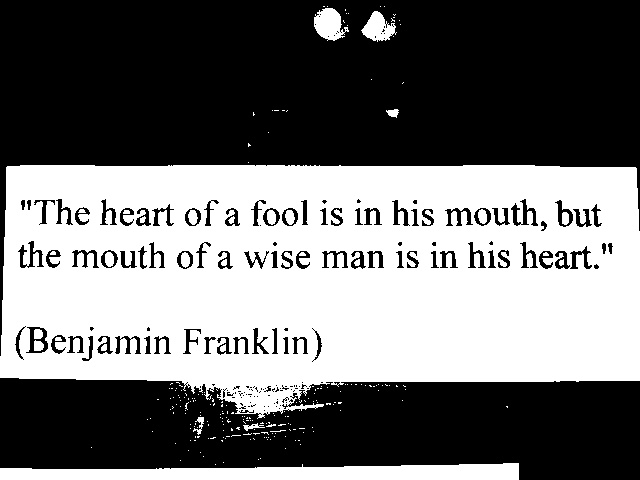 "The heart of a fool is in his mouth, but
the mouth of a wise man is in his heart."
(Benjamin Franklin)